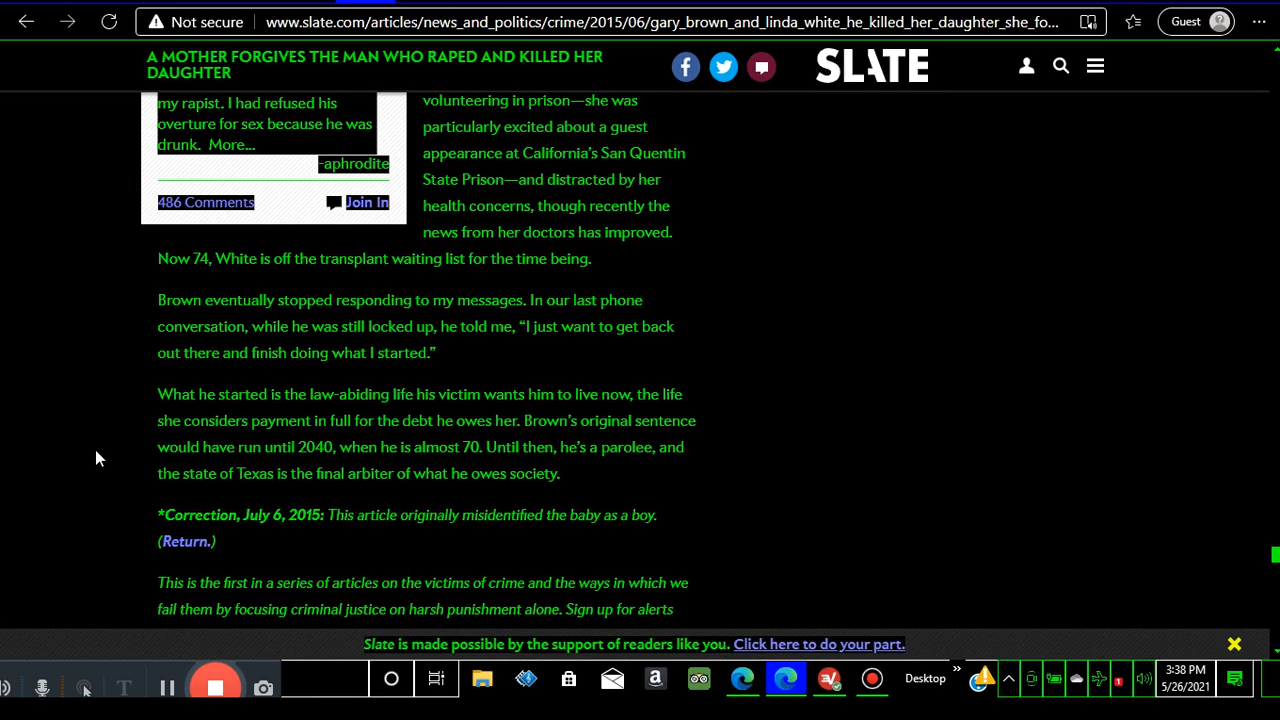 Not secure
www.slate.com/articles/news_and_politics/crime/2015/06/gary_brown_and_linda_white_he_killed_her_daughter_she_fo...
Guest
A MOTHER FORGIVES THE MAN WHO RAPED AND KILLED HER
DAUGHTER
SLATE
my rapist. I had refused his
overture for sex because he was
drunk. More...
-aphrodite
486 Comments
Join In
volunteering in prison—she was
particularly excited about a guest
appearance at California’s San Quentin
State Prison—and distracted by her
health concerns, though recently the
news from her doctors has improved.
Now 74, White is off the transplant waiting list for the time being.
Brown eventually stopped responding to my messages. In our last phone
conversation, while he was still locked up, he told me, “I just want to get back
out there and finish doing what I started.”
What he started is the law-abiding life his victim wants him to live now, the life
she considers payment in full for the debt he owes her. Brown’s original sentence
would have run until 2040, when he is almost 70. Until then, he’s a parolee, and
the state of Texas is the final arbiter of what he owes society.
*Correction, July 6, 2015: This article originally misidentified the baby as a boy.
(Return.)
This is the first in a series of articles on the victims of crime and the ways in which we
fail them by focusing criminal justice on harsh punishment alone. Sign up for alerts
Slate is made possible by the support of readers like you. Click here to do your part.
Desktop
3:38 PM
5/26/2021